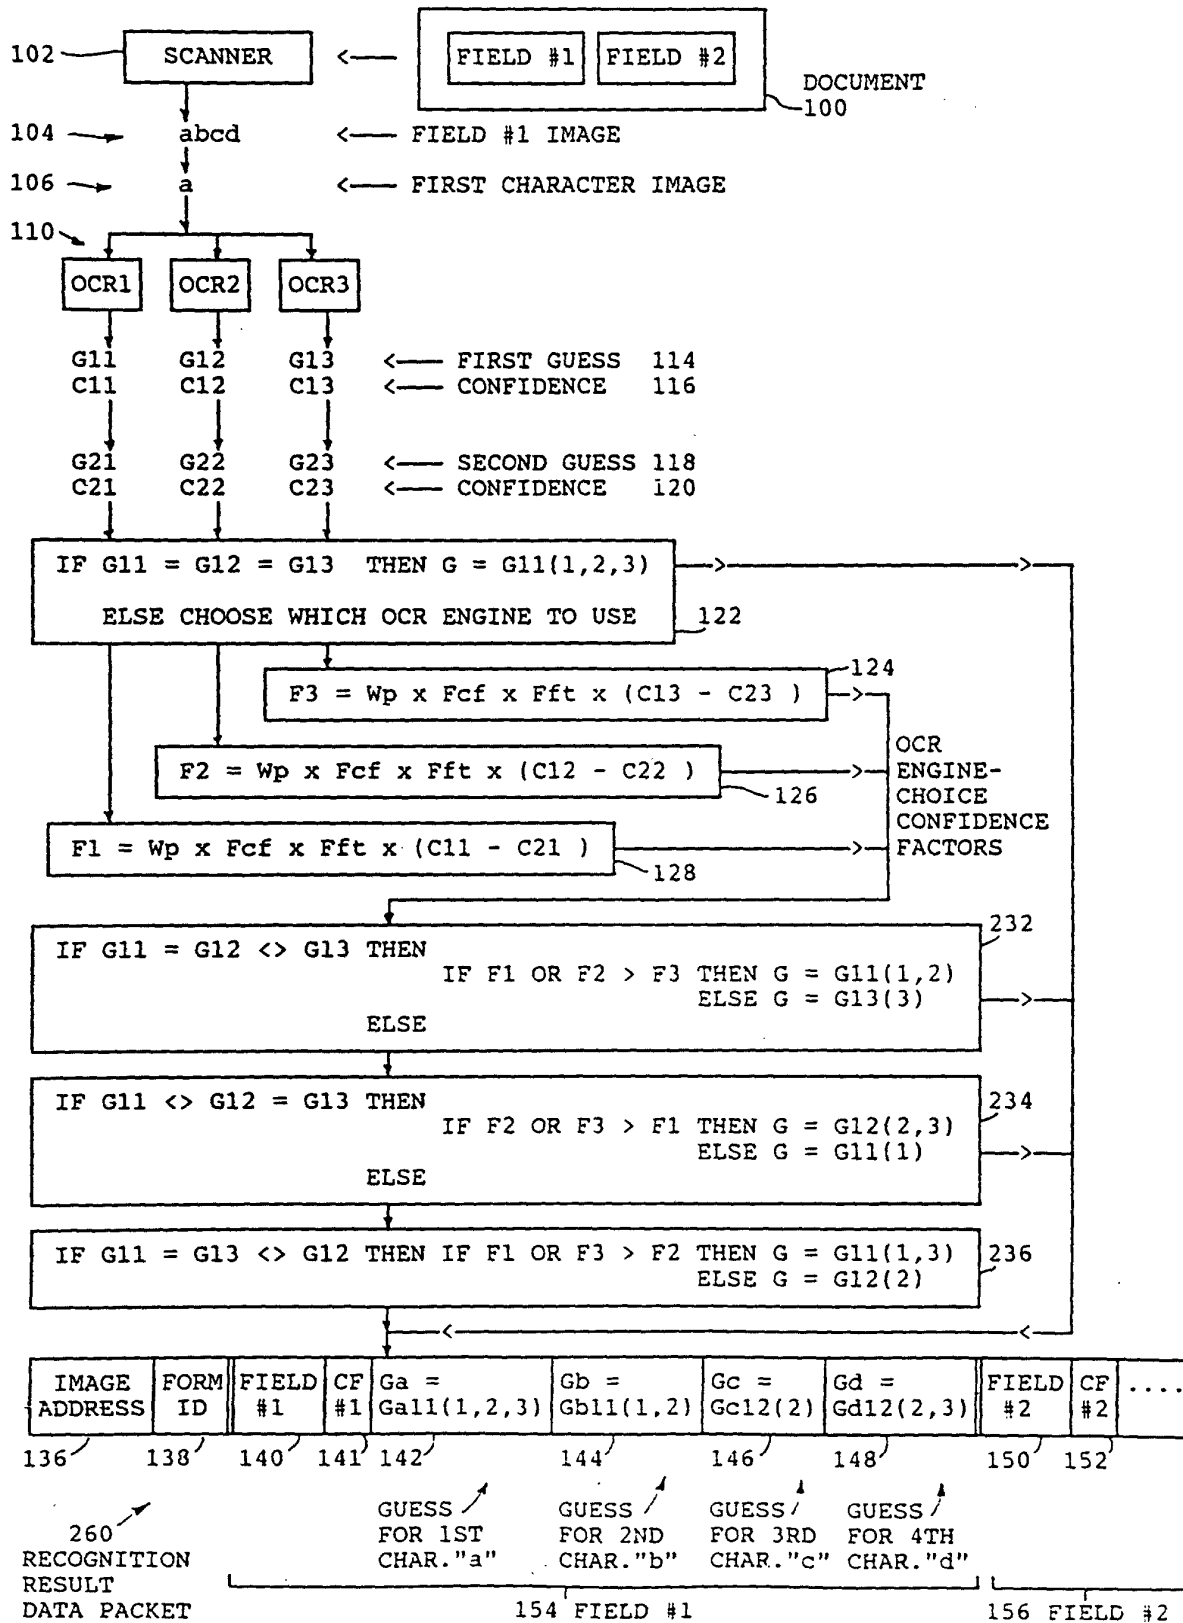 102 SCANNER <— FIELD #1 FIELD #2
DOCUMENT
100
104 abcd <— FIELD #1 IMAGE
106 a <— FIRST CHARACTER IMAGE
110
OCR1 OCR2 OCR3
G11 G12 G13 <— FIRST GUESS 114
C11 C12 C13 <— CONFIDENCE 116
G21 G22 G23 <— SECOND GUESS 118
C21 C22 C23 <— CONFIDENCE 120
IF G11 = G12 = G13 THEN G = G11(1,2,3)
ELSE CHOOSE WHICH OCR ENGINE TO USE
122
124
F3 = Wp x Fcf x Fft x (C13 - C23 )
F2 = Wp x Fcf x Fft x (C12 - C22 )
126
F1 = Wp x Fcf x Fft x (C11 - C21 )
128
OCR
ENGINE-
CHOICE
CONFIDENCE
FACTORS
232
IF G11 = G12 <> G13 THEN
IF F1 OR F2 > F3 THEN G = G11(1,2)
ELSE G = G13(3)
ELSE
234
IF G11 <> G12 = G13 THEN
IF F2 OR F3 > F1 THEN G = G12(2,3)
ELSE G = G11(1)
ELSE
IF G11 = G13 <> G12 THEN IF F1 OR F3 > F2 THEN G = G11(1,3)
ELSE G = G12(2)
236
IMAGE FORM FIELD CF Ga = Gb = Gc = Gd = FIELD CF ....
ADDRESS ID #1 #1 Ga11(1,2,3) Gb11(1,2) Gc12(2) Gd12(2,3) #2 #2
136 138 140 141 142 144 146 148 150 152
GUESS GUESS GUESS GUESS
FOR 1ST FOR 2ND FOR 3RD FOR 4TH
CHAR."a" CHAR."b" CHAR."c" CHAR."d"
260
RECOGNITION
RESULT
DATA PACKET
154 FIELD #1
156 FIELD #2